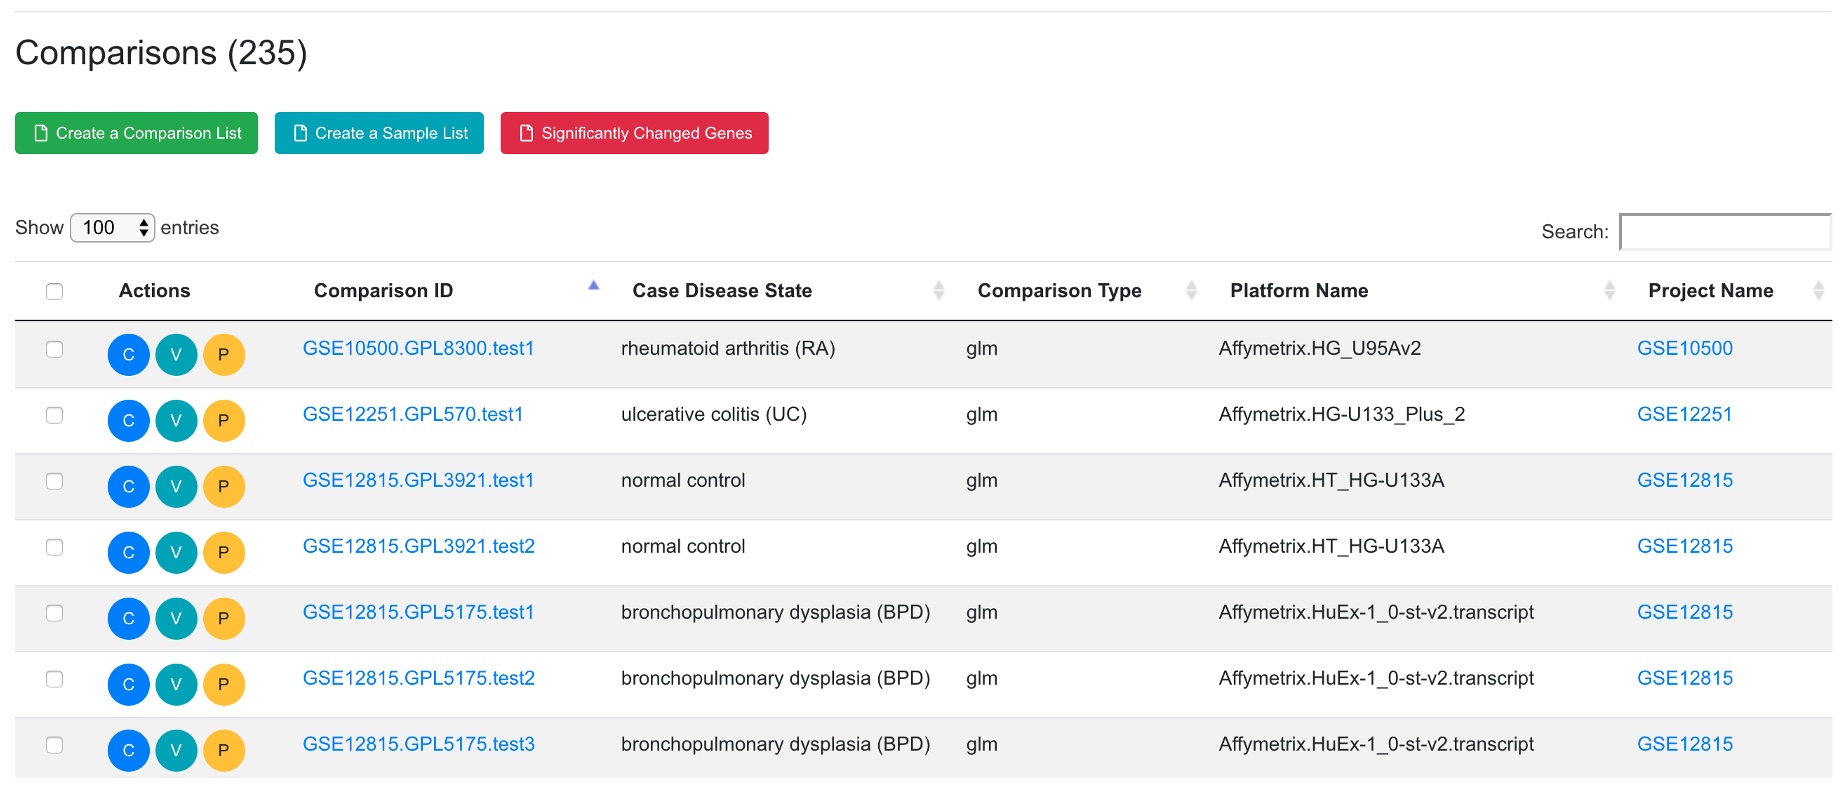 Comparisons (235)
Create a Comparison List Create a Sample List Significantly Changed Genes
Show 100 entries Search:
Actions Comparison ID Case Disease State Comparison Type Platform Name Project Name
C V P GSE10500.GPL8300.test1 rheumatoid arthritis (RA) glm Affymetrix.HG_U95Av2 GSE10500
C V P GSE12251.GPL570.test1 ulcerative colitis (UC) glm Affymetrix.HG-U133_Plus_2 GSE12251
C V P GSE12815.GPL3921.test1 normal control glm Affymetrix.HT_HG-U133A GSE12815
C V P GSE12815.GPL3921.test2 normal control glm Affymetrix.HT_HG-U133A GSE12815
C V P GSE12815.GPL5175.test1 bronchopulmonary dysplasia (BPD) glm Affymetrix.HuEx-1_0-st-v2.transcript GSE12815
C V P GSE12815.GPL5175.test2 bronchopulmonary dysplasia (BPD) glm Affymetrix.HuEx-1_0-st-v2.transcript GSE12815
C V P GSE12815.GPL5175.test3 bronchopulmonary dysplasia (BPD) glm Affymetrix.HuEx-1_0-st-v2.transcript GSE12815